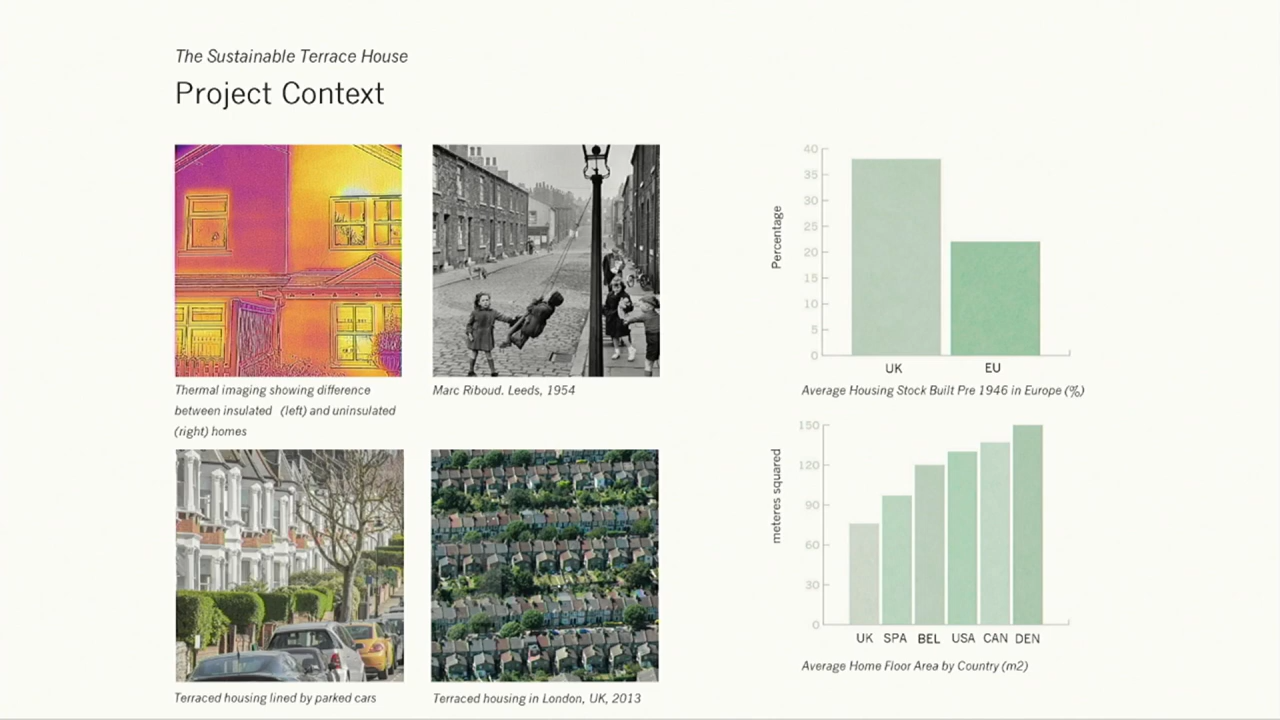 The Sustainable Terrace House
Project Context
Thermal imaging showing difference
between insulated (left) and uninsulated
(right) homes
Marc Riboud. Leeds, 1954
Terraced housing lined by parked cars
Terraced housing in London, UK, 2013
Percentage
40
35
30
25
20
15
10
5
0
UK EU
Average Housing Stock Built Pre 1946 in Europe (%)
meteres squared
150
120
90
60
30
0
UK SPA BEL USA CAN DEN
Average Home Floor Area by Country (m2)